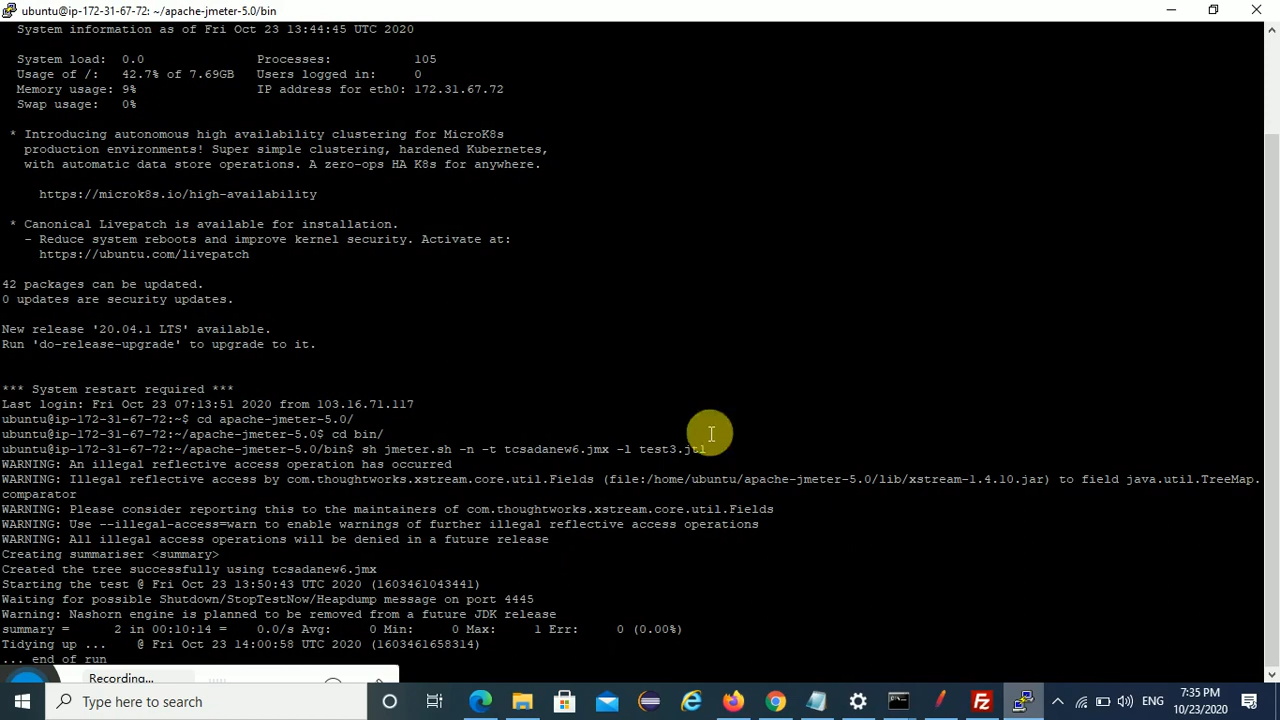 ubuntu@ip-172-31-67-72: ~/apache-jmeter-5.0/bin
System information as of Fri Oct 23 13:44:45 UTC 2020
System load: 0.0 Processes: 105
Usage of /: 42.7% of 7.69GB Users logged in: 0
Memory usage: 9% IP address for eth0: 172.31.67.72
Swap usage: 0%
* Introducing autonomous high availability clustering for MicroK8s
production environments! Super simple clustering, hardened Kubernetes,
with automatic data store operations. A zero-ops HA K8s for anywhere.
https://microk8s.io/high-availability
* Canonical Livepatch is available for installation.
- Reduce system reboots and improve kernel security. Activate at:
https://ubuntu.com/livepatch
42 packages can be updated.
0 updates are security updates.
New release '20.04.1 LTS' available.
Run 'do-release-upgrade' to upgrade to it.
*** System restart required ***
Last login: Fri Oct 23 07:13:51 2020 from 103.16.71.117
ubuntu@ip-172-31-67-72:~$ cd apache-jmeter-5.0/
ubuntu@ip-172-31-67-72:~/apache-jmeter-5.0$ cd bin/
ubuntu@ip-172-31-67-72:~/apache-jmeter-5.0/bin$ sh jmeter.sh -n -t tcsadanew6.jmx -l test3.jtl
WARNING: An illegal reflective access operation has occurred
WARNING: Illegal reflective access by com.thoughtworks.xstream.core.util.Fields (file:/home/ubuntu/apache-jmeter-5.0/lib/xstream-1.4.10.jar) to field java.util.TreeMap.
comparator
WARNING: Please consider reporting this to the maintainers of com.thoughtworks.xstream.core.util.Fields
WARNING: Use --illegal-access=warn to enable warnings of further illegal reflective access operations
WARNING: All illegal access operations will be denied in a future release
Creating summariser <summary>
Created the tree successfully using tcsadanew6.jmx
Starting the test @ Fri Oct 23 13:50:43 UTC 2020 (1603461043441)
Waiting for possible Shutdown/StopTestNow/Heapdump message on port 4445
Warning: Nashorn engine is planned to be removed from a future JDK release
summary = 2 in 00:10:14 = 0.0/s Avg: 0 Min: 0 Max: 1 Err: 0 (0.00%)
Tidying up ... @ Fri Oct 23 14:00:58 UTC 2020 (1603461658314)
... end of run
Recording...
Type here to search
ENG
7:35 PM
10/23/2020